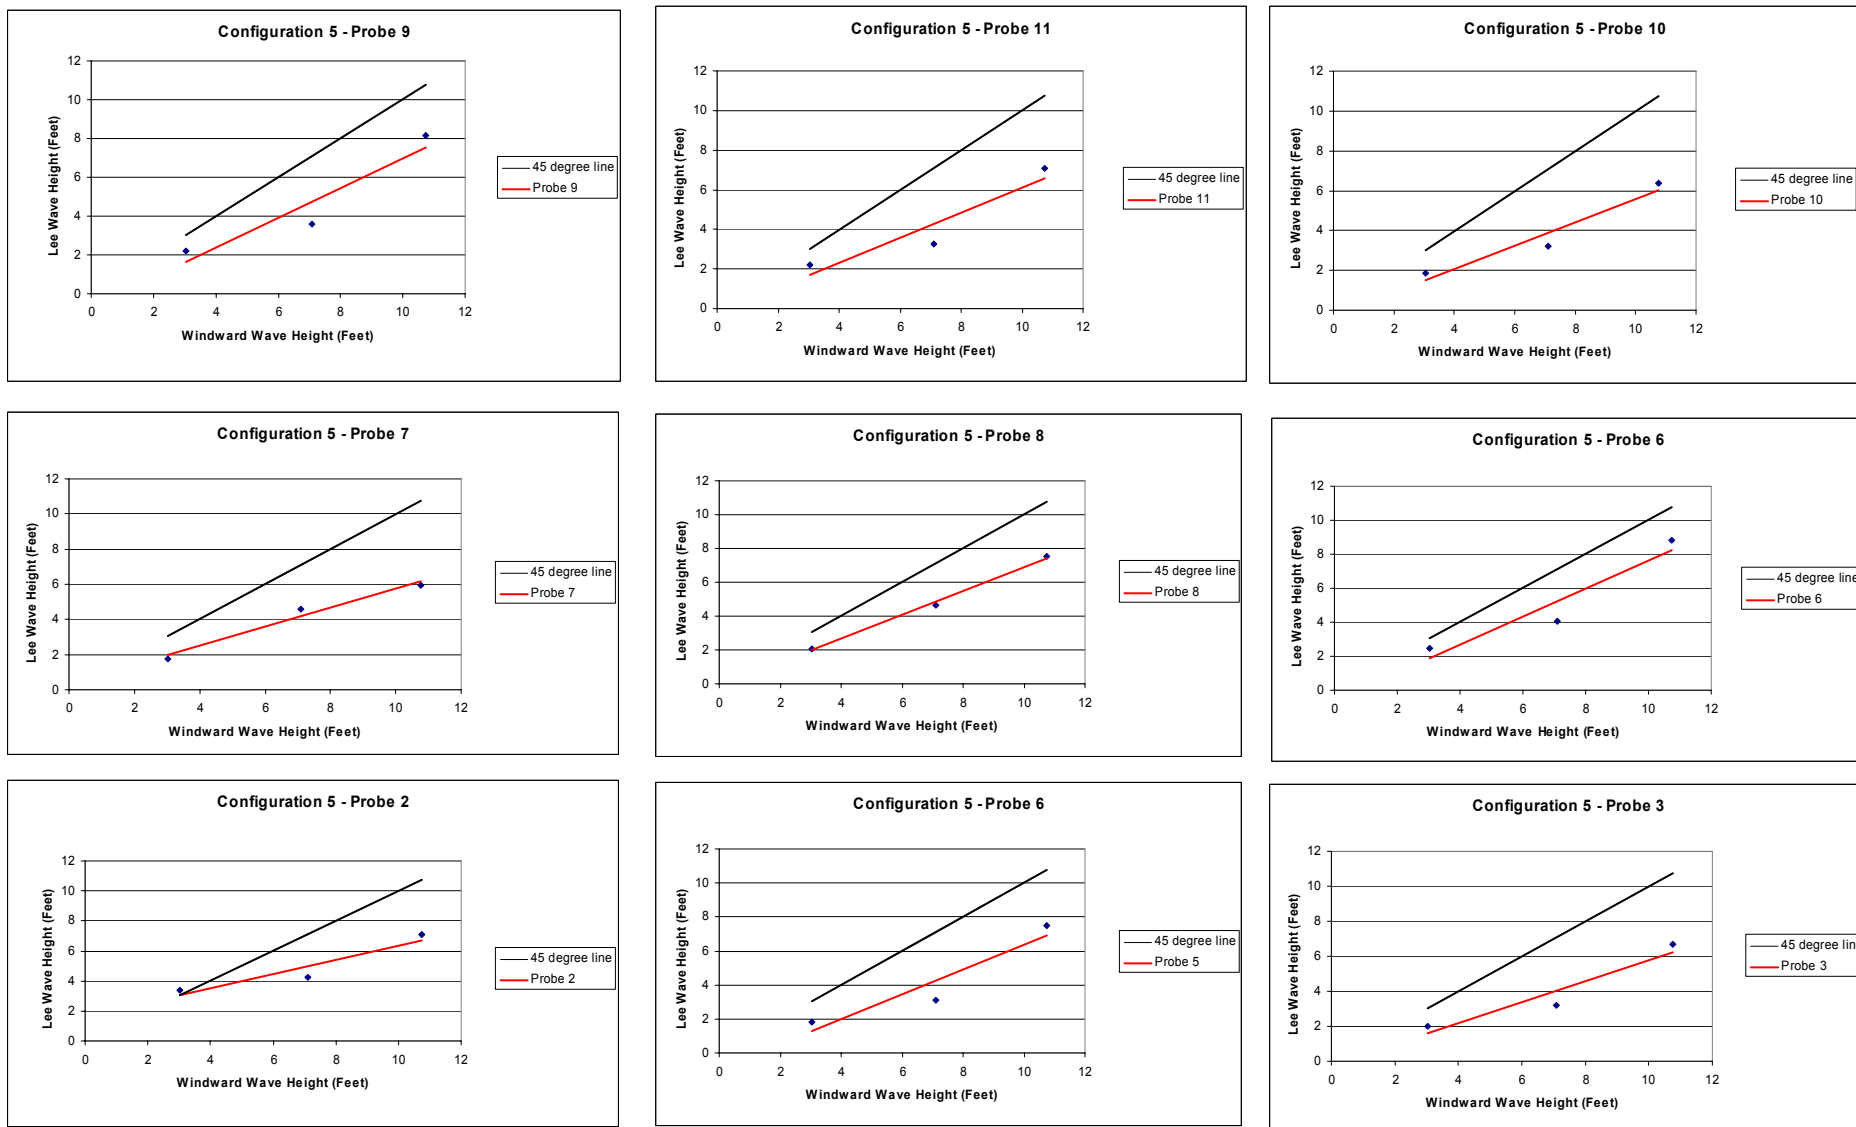 Configuration 5 - Probe 9
Lee Wave Height (Feet)
12
10
8
6
4
2
0
0 2 4 6 8 10 12
Windward Wave Height (Feet)
45 degree line
Probe 9
Configuration 5 - Probe 11
Lee Wave Height (Feet)
12
10
8
6
4
2
0
0 2 4 6 8 10 12
Windward Wave Height (Feet)
45 degree line
Probe 11
Configuration 5 - Probe 10
Lee Wave Height (Feet)
12
10
8
6
4
2
0
0 2 4 6 8 10 12
Windward Wave Height (Feet)
45 degree line
Probe 10
Configuration 5 - Probe 7
Lee Wave Height (Feet)
12
10
8
6
4
2
0
0 2 4 6 8 10 12
Windward Wave Height (Feet)
45 degree line
Probe 7
Configuration 5 - Probe 8
Lee Wave Height (Feet)
12
10
8
6
4
2
0
0 2 4 6 8 10 12
Windward Wave Height (Feet)
45 degree line
Probe 8
Configuration 5 - Probe 6
Lee Wave Height (Feet)
12
10
8
6
4
2
0
0 2 4 6 8 10 12
Windward Wave Height (Feet)
45 degree line
Probe 6
Configuration 5 - Probe 2
Lee Wave Height (Feet)
12
10
8
6
4
2
0
0 2 4 6 8 10 12
Windward Wave Height (Feet)
45 degree line
Probe 2
Configuration 5 - Probe 6
Lee Wave Height (Feet)
12
10
8
6
4
2
0
0 2 4 6 8 10 12
Windward Wave Height (Feet)
45 degree line
Probe 5
Configuration 5 - Probe 3
Lee Wave Height (Feet)
12
10
8
6
4
2
0
0 2 4 6 8 10 12
Windward Wave Height (Feet)
45 degree lin
Probe 3